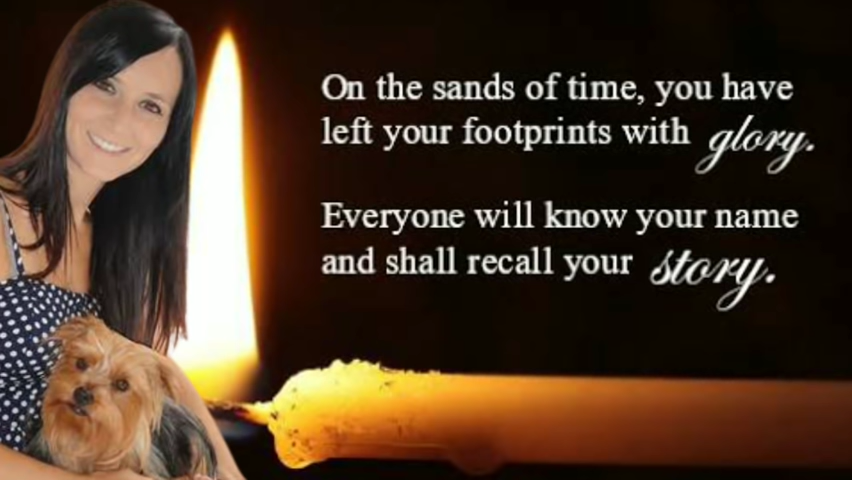 On the sands of time, you have
left your footprints with glory.
Everyone will know your name
and shall recall your story.